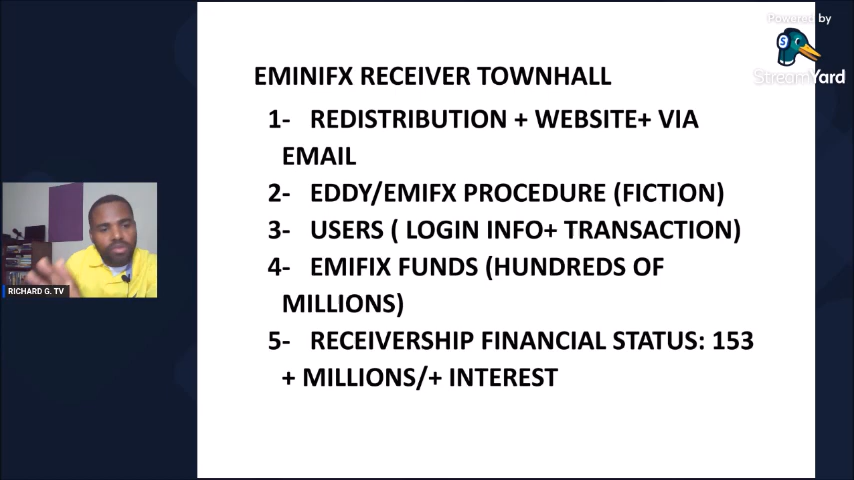 Powered by
StreamYard
EMINIFX RECEIVER TOWNHALL
1- REDISTRIBUTION + WEBSITE+ VIA
EMAIL
2- EDDY/EMIFX PROCEDURE (FICTION)
3- USERS ( LOGIN INFO+ TRANSACTION)
4- EMIFIX FUNDS (HUNDREDS OF
MILLIONS)
5- RECEIVERSHIP FINANCIAL STATUS: 153
+ MILLIONS/+ INTEREST
RICHARD G. TV